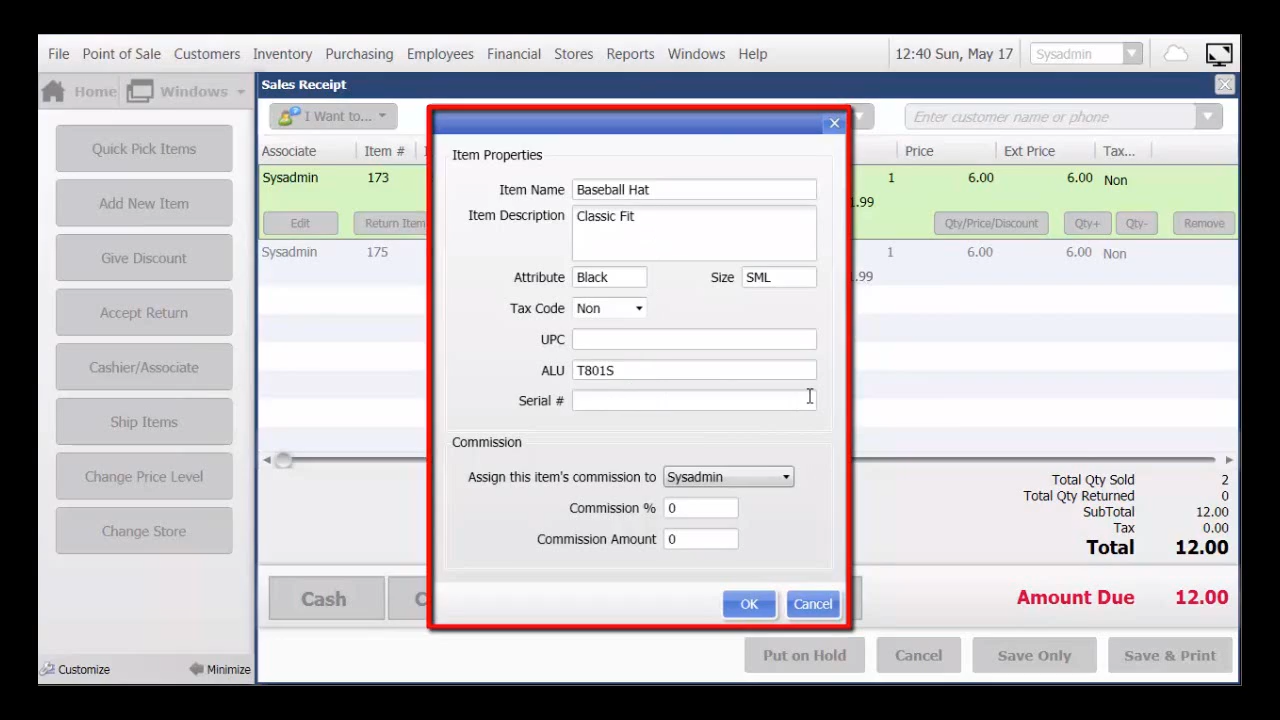 File Point of Sale Customers Inventory Purchasing Employees Financial Stores Reports Windows Help 12:40 Sun, May 17 Sysadmin
Home Windows
Sales Receipt
I Want to... Enter customer name or phone
Associate Item # Price Ext Price Tax...
Sysadmin 173 1 6.00 6.00 Non
.99
Edit Return Item Qty/Price/Discount Qty+ Qty- Remove
Sysadmin 175 1 6.00 6.00 Non
.99
Quick Pick Items
Add New Item
Give Discount
Accept Return
Cashier/Associate
Ship Items
Change Price Level
Change Store
Customize Minimize
Item Properties
Item Name Baseball Hat
Item Description Classic Fit
Attribute Black Size SML
Tax Code Non
UPC
ALU T801S
Serial #
Commission
Assign this item's commission to Sysadmin
Commission % 0
Commission Amount 0
OK Cancel
Total Qty Sold 2
Total Qty Returned 0
SubTotal 12.00
Tax 0.00
Total 12.00
Cash C Amount Due 12.00
Put on Hold Cancel Save Only Save & Print